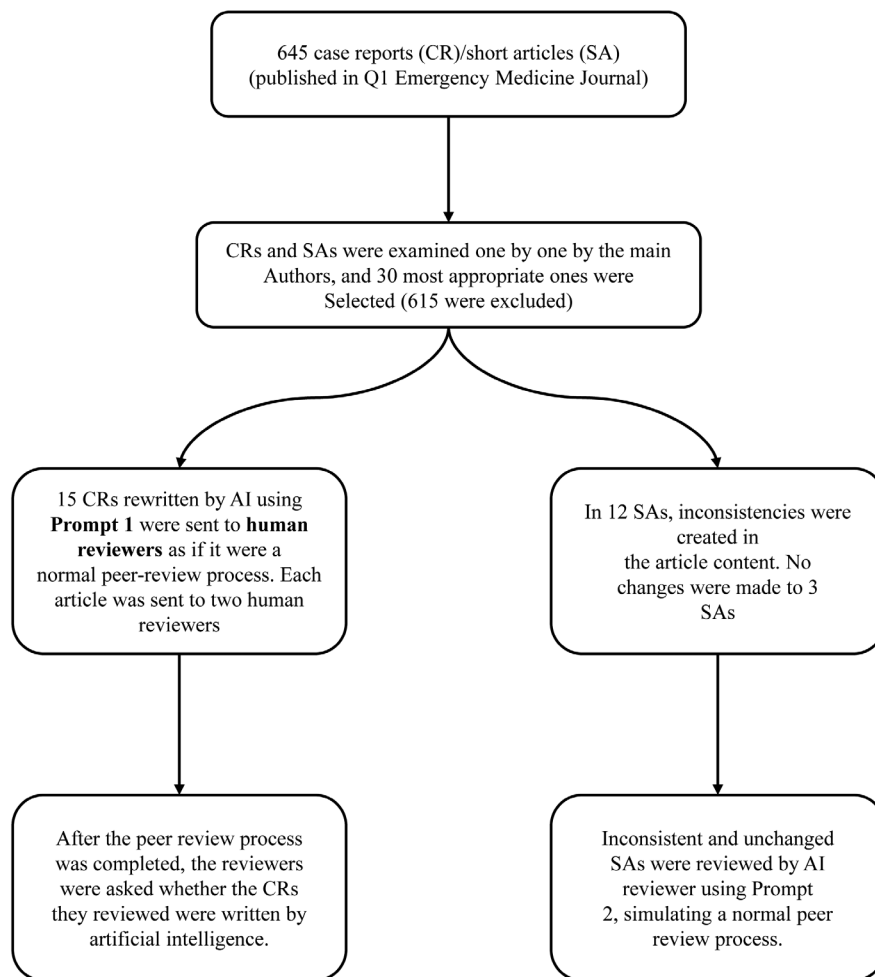 645 case reports (CR)/short articles (SA)
(published in Q1 Emergency Medicine Journal)
CRs and SAs were examined one by one by the main
Authors, and 30 most appropriate ones were
Selected (615 were excluded)
15 CRs rewritten by AI using
Prompt 1 were sent to human
reviewers as if it were a
normal peer-review process. Each
article was sent to two human
reviewers
In 12 SAs, inconsistencies were
created in
the article content. No
changes were made to 3
SAs
After the peer review process
was completed, the reviewers
were asked whether the CRs
they reviewed were written by
artificial intelligence.
Inconsistent and unchanged
SAs were reviewed by AI
reviewer using Prompt
2, simulating a normal peer
review process.